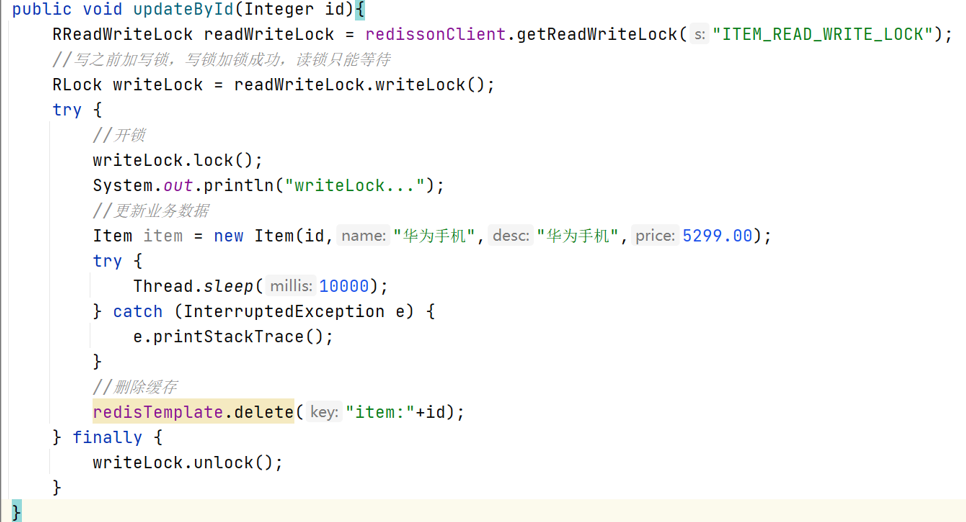 public void updateById(Integer id){
RReadWriteLock readWriteLock = redissonClient.getReadWriteLock( s: "ITEM_READ_WRITE_LOCK");
//写之前加写锁，写锁加锁成功，读锁只能等待
RLock writeLock = readWriteLock.writeLock();
try {
//开锁
writeLock.lock();
System.out.println("writeLock...");
//更新业务数据
Item item = new Item(id, name: "华为手机", desc: "华为手机", price: 5299.00);
try {
Thread.sleep( millis: 10000);
} catch (InterruptedException e) {
e.printStackTrace();
}
//删除缓存
redisTemplate.delete( key: "item:"+id);
} finally {
writeLock.unlock();
}
}